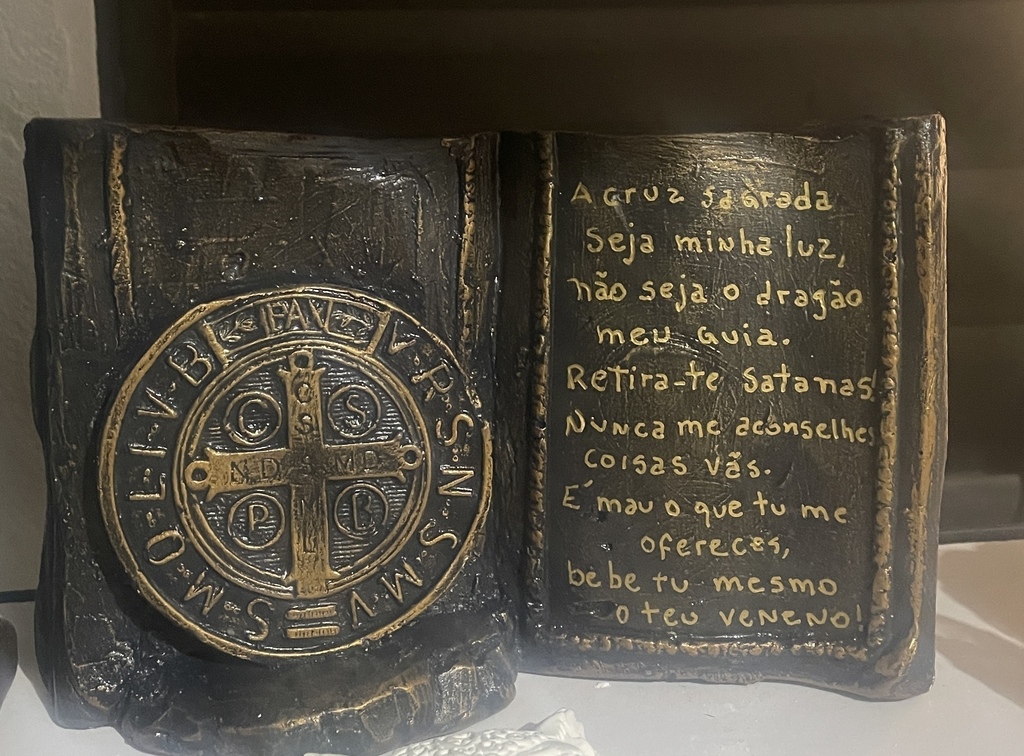 FAV
V·R·S·N·S·M·V
S·M·Q·L·I·V·B
C S
P B
N.D.S.M.D.
A cruz sagrada
seja minha luz,
não seja o dragão
meu guia.
Retira-te Satanas!
Nunca me aconselhes
coisas vãs.
É mau o que tu me
ofereces,
bebe tu mesmo
o teu veneno!